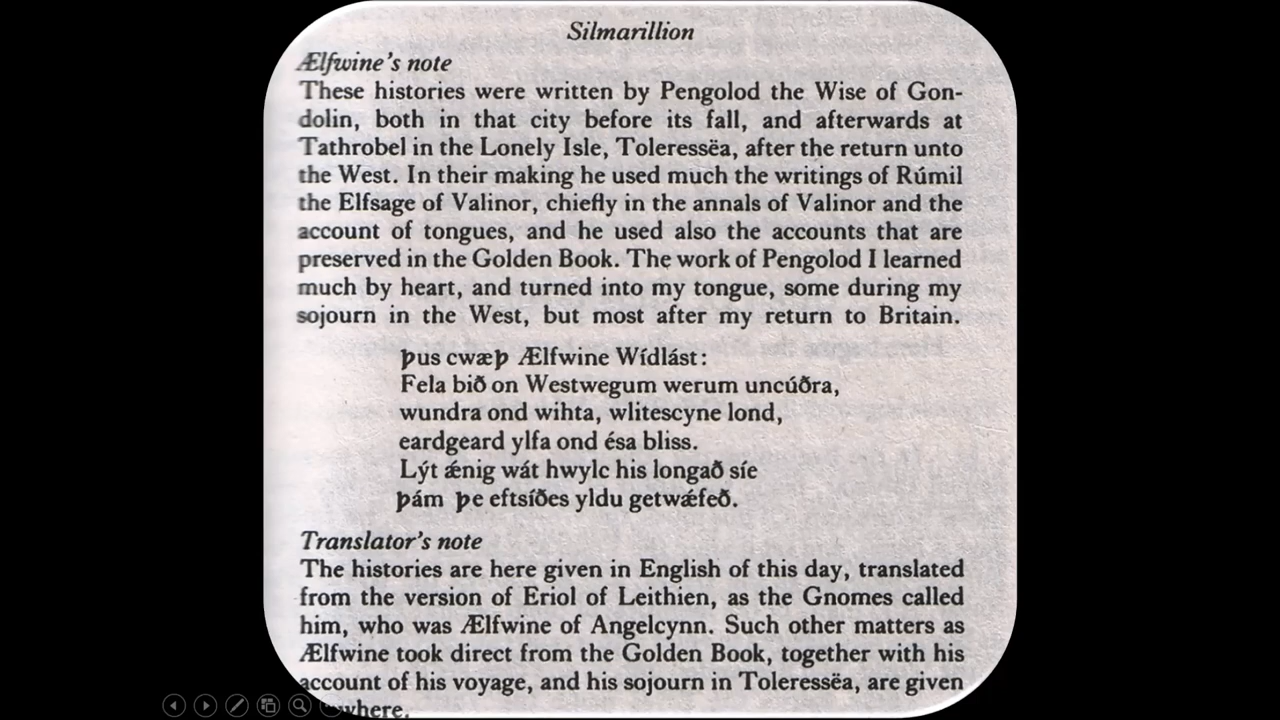 Silmarillion
Ælfwine's note
These histories were written by Pengolod the Wise of Gon-
dolin, both in that city before its fall, and afterwards at
Tathrobel in the Lonely Isle, Toleressëa, after the return unto
the West. In their making he used much the writings of Rúmil
the Elfsage of Valinor, chiefly in the annals of Valinor and the
account of tongues, and he used also the accounts that are
preserved in the Golden Book. The work of Pengolod I learned
much by heart, and turned into my tongue, some during my
sojourn in the West, but most after my return to Britain.
þus cwæþ Ælfwine Wídlást:
Fela bið on Westwegum werum uncúðra,
wundra ond wihta, wlitescyne lond,
eardgeard ylfa ond ésa bliss.
Lýt ǽnig wát hwylc his longað síe
þám þe eftsíðes yldu getwǽfeð.
Translator's note
The histories are here given in English of this day, translated
from the version of Eriol of Leithien, as the Gnomes called
him, who was Ælfwine of Angelcynn. Such other matters as
Ælfwine took direct from the Golden Book, together with his
account of his voyage, and his sojourn in Toleressëa, are given
where.